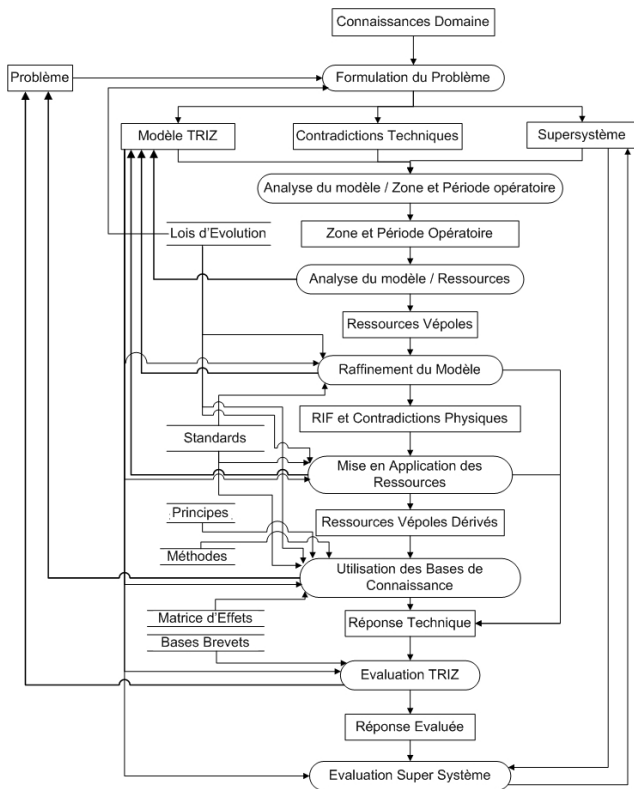 Connaissances Domaine
Problème
Formulation du Problème
Modèle TRIZ
Contradictions Techniques
Supersystème
Analyse du modèle / Zone et Période opératoire
Lois d'Evolution
Zone et Période Opératoire
Analyse du modèle / Ressources
Ressources Vépoles
Raffinement du Modèle
RIF et Contradictions Physiques
Standards
Mise en Application des
Ressources
Principes
Ressources Vépoles Dérivés
Méthodes
Utilisation des Bases de
Connaissance
Matrice d'Effets
Réponse Technique
Bases Brevets
Evaluation TRIZ
Réponse Evaluée
Evaluation Super Système